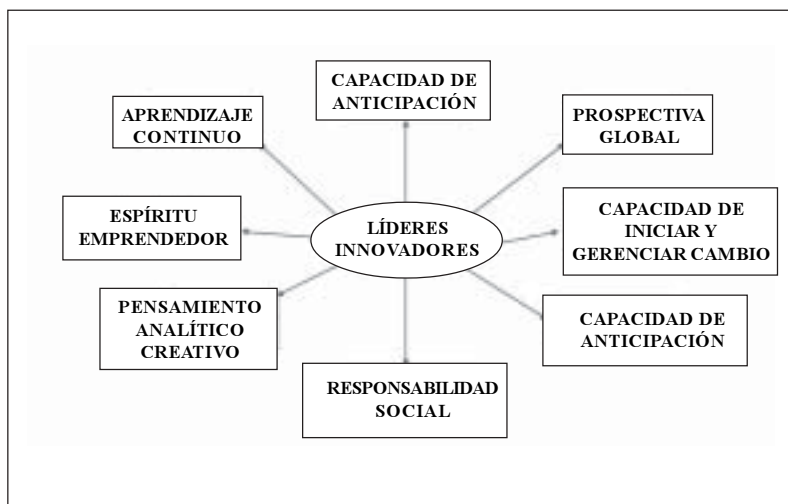 CAPACIDAD DE
ANTICIPACIÓN
APRENDIZAJE
CONTINUO
PROSPECTIVA
GLOBAL
ESPÍRITU
EMPRENDEDOR
LÍDERES
INNOVADORES
CAPACIDAD DE
INICIAR Y
GERENCIAR CAMBIO
PENSAMIENTO
ANALÍTICO
CREATIVO
CAPACIDAD DE
ANTICIPACIÓN
RESPONSABILIDAD
SOCIAL